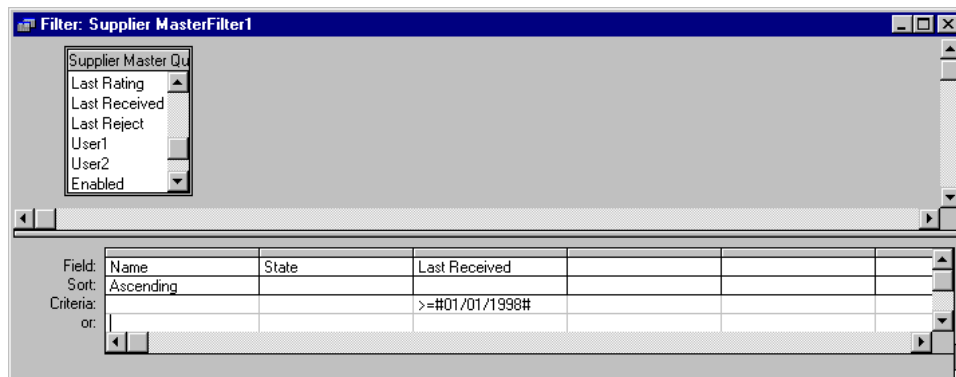 Filter: Supplier MasterFilter1
Supplier Master Qu
Last Rating
Last Received
Last Reject
User1
User2
Enabled
Field: Name State Last Received
Sort: Ascending
Criteria: >=#01/01/1998#
or: